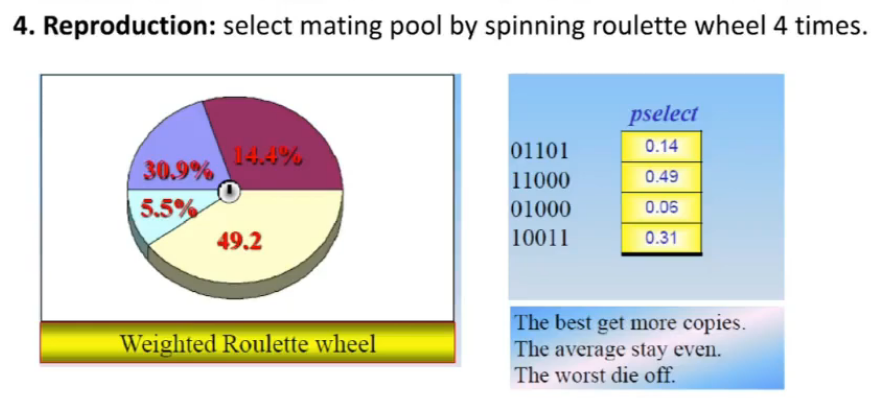 4. Reproduction: select mating pool by spinning roulette wheel 4 times.
14.4%
30.9%
5.5%
49.2
Weighted Roulette wheel
pselect
01101 0.14
11000 0.49
01000 0.06
10011 0.31
The best get more copies.
The average stay even.
The worst die off.